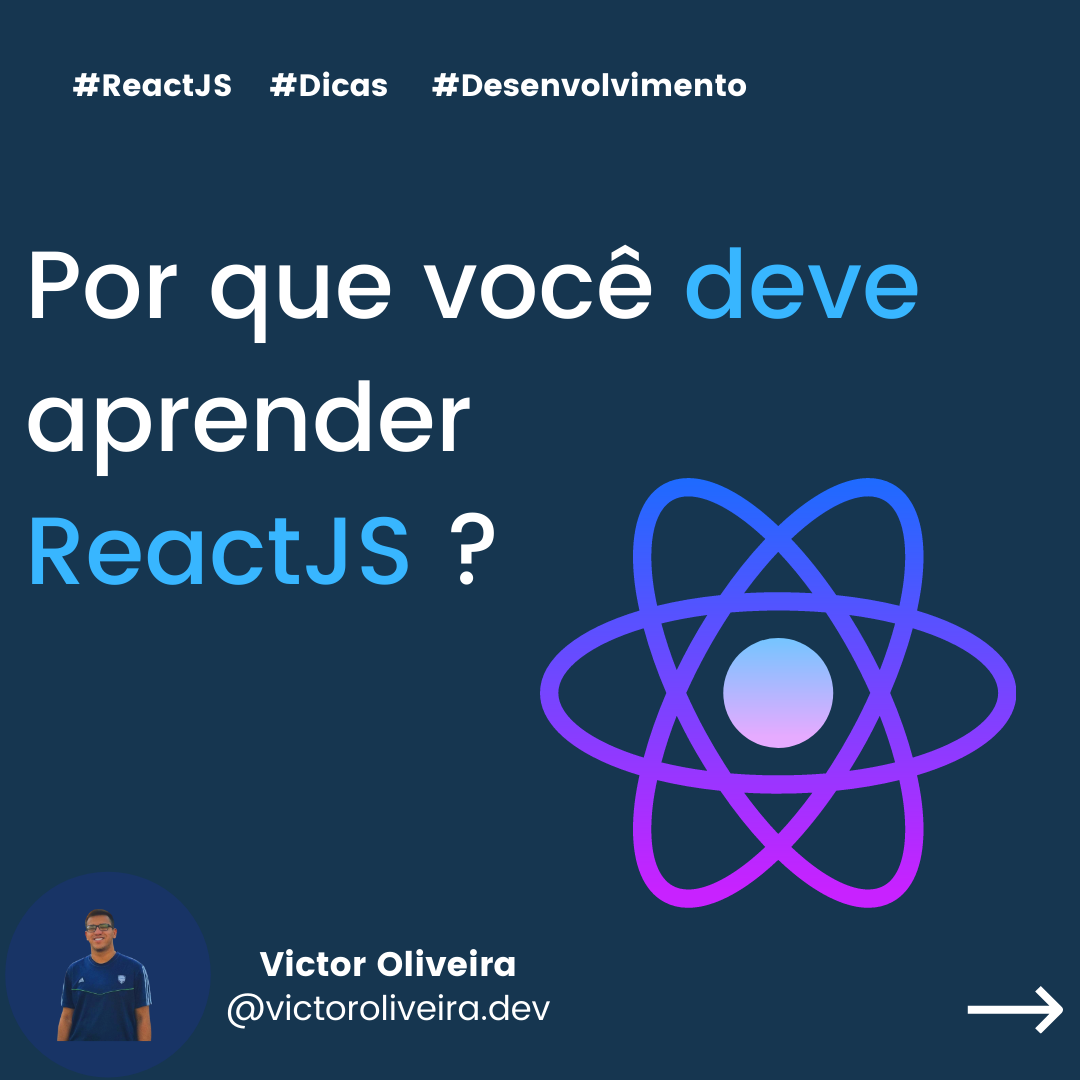 #ReactJS #Dicas #Desenvolvimento
Por que você deve
aprender
ReactJS ?
Victor Oliveira
@victoroliveira.dev